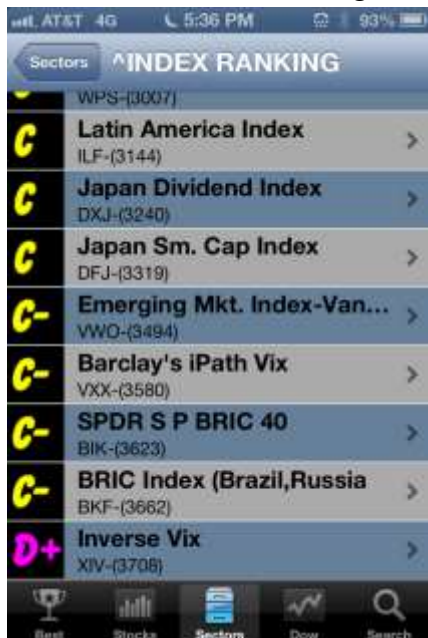 AT&T 4G 5:36 PM 93%
Sectors
^INDEX RANKING
WPS-(3007)
C
Latin America Index
ILF-(3144)
C
Japan Dividend Index
DXJ-(3240)
C
Japan Sm. Cap Index
DFJ-(3319)
C-
Emerging Mkt. Index-Van...
VWO-(3494)
C-
Barclay's iPath Vix
VXX-(3580)
C-
SPDR S P BRIC 40
BIK-(3623)
C-
BRIC Index (Brazil,Russia
BKF-(3662)
D+
Inverse Vix
XIV-(3708)
Best Stocks Sectors Dow Search